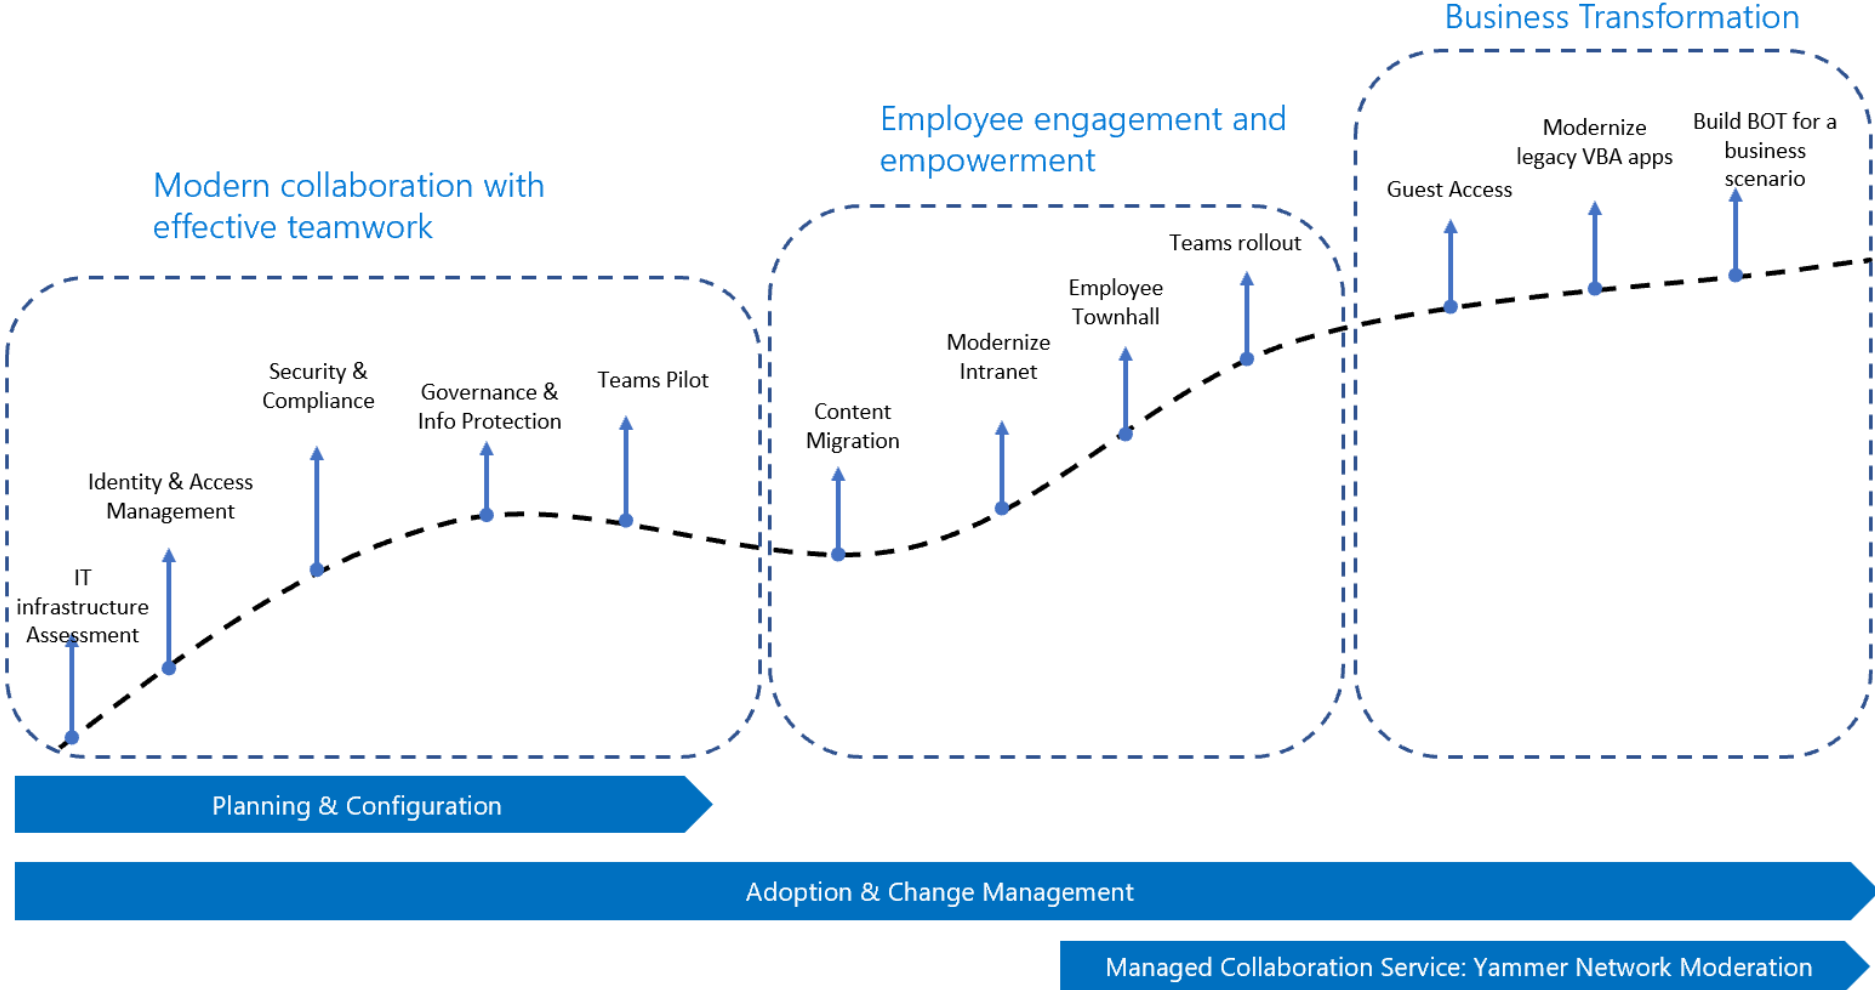 Business Transformation
Employee engagement and
empowerment
Modern collaboration with
effective teamwork
IT
infrastructure
Assessment
Identity & Access
Management
Security &
Compliance
Governance &
Info Protection
Teams Pilot
Content
Migration
Modernize
Intranet
Employee
Townhall
Teams rollout
Guest Access
Modernize
legacy VBA apps
Build BOT for a
business
scenario
Planning & Configuration
Adoption & Change Management
Managed Collaboration Service: Yammer Network Moderation